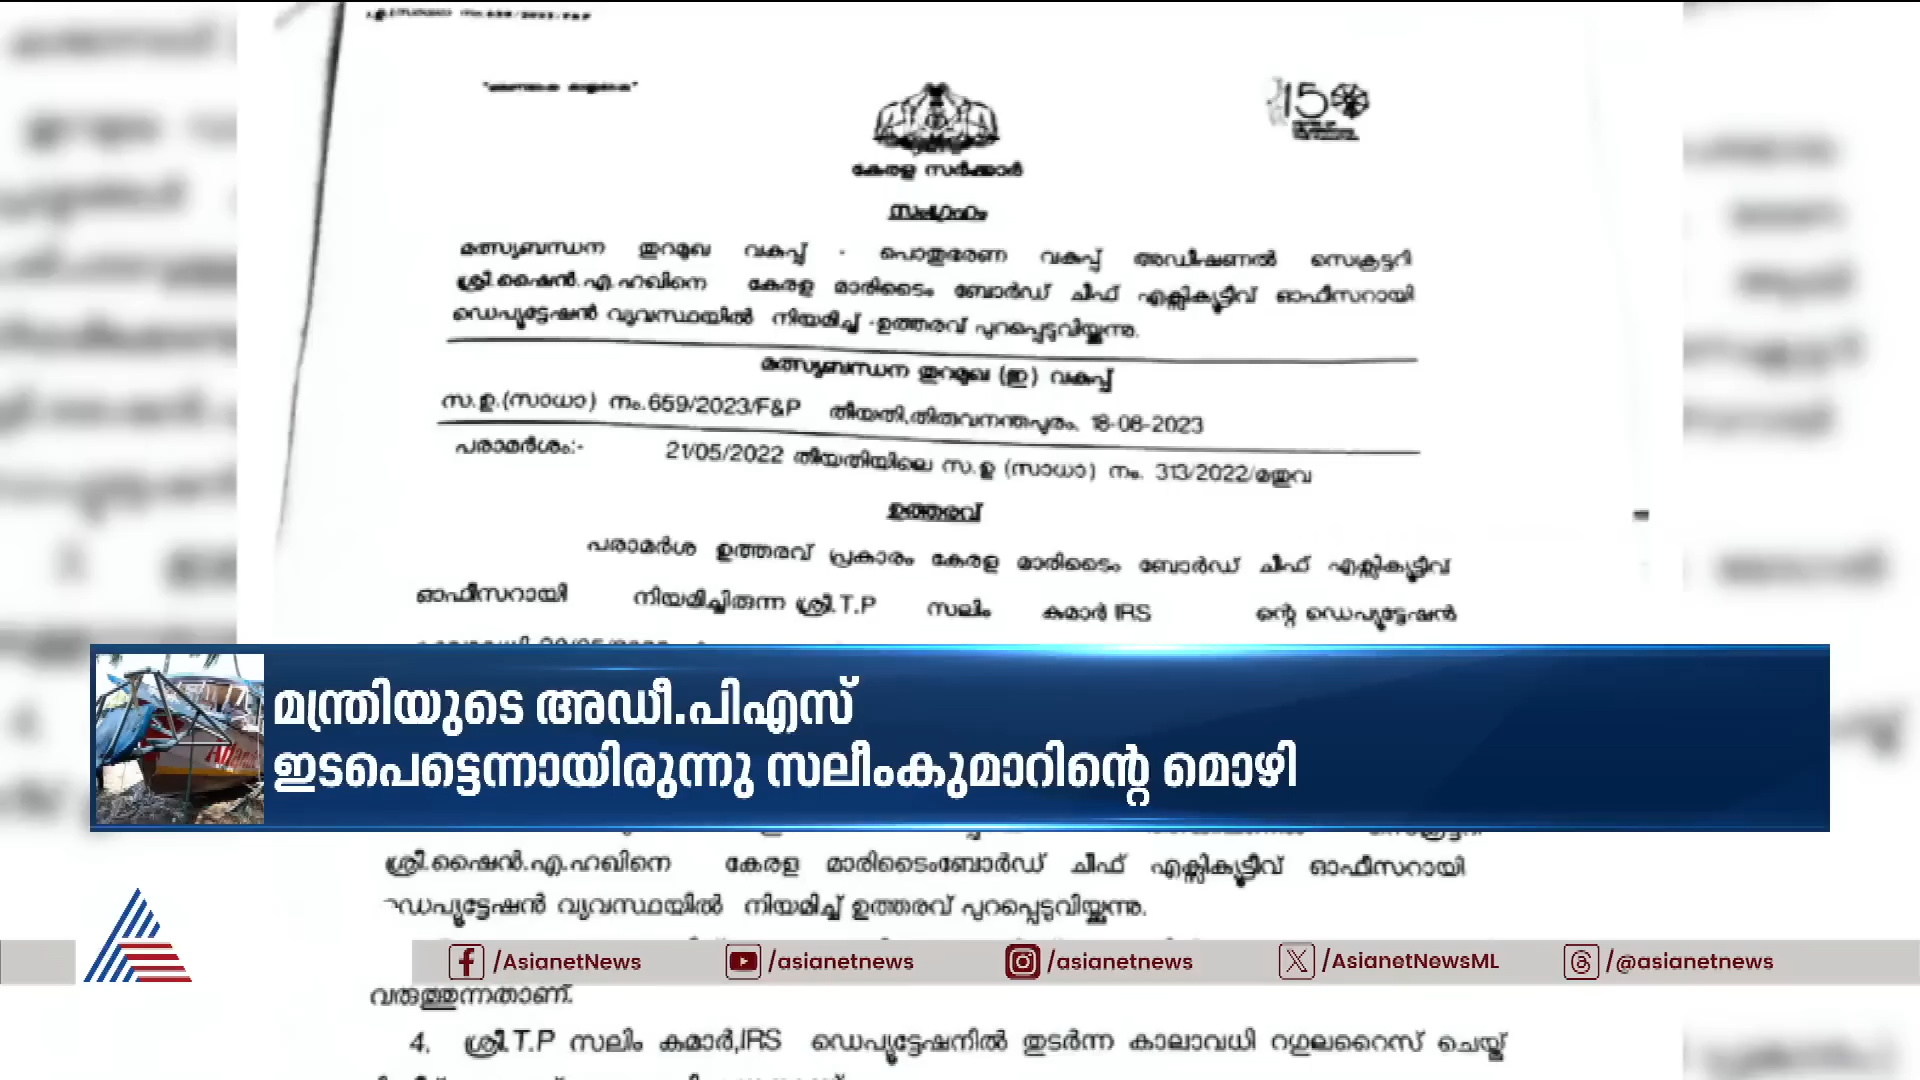 കേരള സർക്കാർ
സംഗ്രഹം
മത്സ്യബന്ധന തുറമുഖ വകുപ്പ് - പൊതുഭരണ വകുപ്പ് അഡീഷണൽ സെക്രട്ടറി
ശ്രീ.ഷൈൻ.എ.ഹഖിനെ കേരള മാരിടൈം ബോർഡ് ചീഫ് എക്സിക്യൂട്ടീവ് ഓഫീസറായി
ഡെപ്യൂട്ടേഷൻ വ്യവസ്ഥയിൽ നിയമിച്ച് -ഉത്തരവ് പുറപ്പെടുവിയ്ക്കുന്നു.
മത്സ്യബന്ധന തുറമുഖ (ഇ) വകുപ്പ്
സ.ഉ.(സാധാ) നം.659/2023/F&P തീയതി,തിരുവനന്തപുരം, 18-08-2023
പരാമർശം:- 21/05/2022 തീയതിയിലെ സ.ഉ (സാധാ) നം. 313/2022/മതുവ
ഉത്തരവ്
പരാമർശ ഉത്തരവ് പ്രകാരം കേരള മാരിടൈം ബോർഡ് ചീഫ് എക്സിക്യൂട്ടീവ്
ഓഫീസറായി നിയമിച്ചിരുന്ന ശ്രീ.T.P സലിം കുമാർ IRS ന്റെ ഡെപ്യൂട്ടേഷൻ
മന്ത്രിയുടെ അഡീ.പിഎസ്
ഇടപെട്ടെന്നായിരുന്നു സലീംകുമാറിന്റെ മൊഴി
ശ്രീ.ഷൈൻ.എ.ഹഖിനെ കേരള മാരിടൈംബോർഡ് ചീഫ് എക്സിക്യൂട്ടീവ് ഓഫീസറായി
ഡെപ്യൂട്ടേഷൻ വ്യവസ്ഥയിൽ നിയമിച്ച് ഉത്തരവ് പുറപ്പെടുവിയ്ക്കുന്നു.
/AsianetNews /asianetnews /asianetnews /AsianetNewsML /@asianetnews
വരുത്തുന്നതാണ്.
4. ശ്രീ.T.P സലിം കുമാർ,IRS ഡെപ്യൂട്ടേഷനിൽ തുടർന്ന കാലാവധി റഗുലറൈസ് ചെയ്ത്